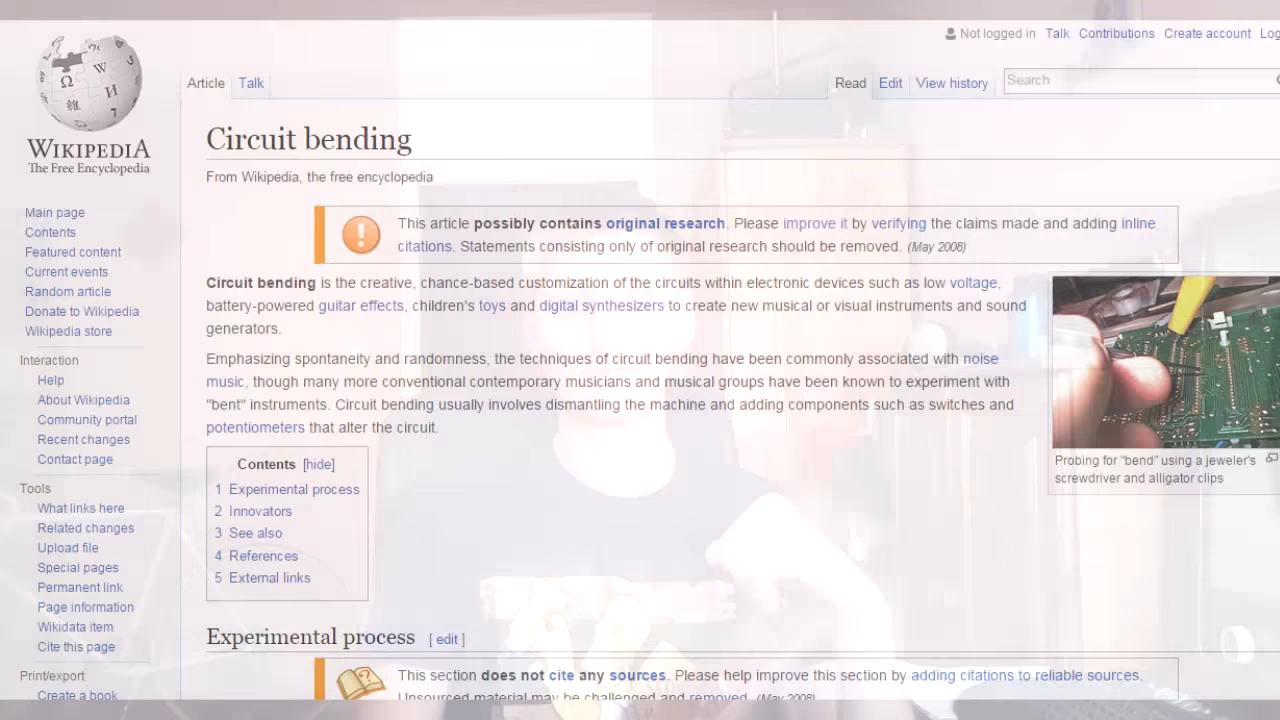 Not logged in Talk Contributions Create account Log
Article Talk Read Edit View history Search
WIKIPEDIA
The Free Encyclopedia
Main page
Contents
Featured content
Current events
Random article
Donate to Wikipedia
Wikipedia store
Interaction
Help
About Wikipedia
Community portal
Recent changes
Contact page
Tools
What links here
Related changes
Upload file
Special pages
Permanent link
Page information
Wikidata item
Cite this page
Print/export
Create a book
Circuit bending
From Wikipedia, the free encyclopedia
This article possibly contains original research. Please improve it by verifying the claims made and adding inline
citations. Statements consisting only of original research should be removed. (May 2008)
Circuit bending is the creative, chance-based customization of the circuits within electronic devices such as low voltage,
battery-powered guitar effects, children's toys and digital synthesizers to create new musical or visual instruments and sound
generators.
Emphasizing spontaneity and randomness, the techniques of circuit bending have been commonly associated with noise
music, though many more conventional contemporary musicians and musical groups have been known to experiment with
"bent" instruments. Circuit bending usually involves dismantling the machine and adding components such as switches and
potentiometers that alter the circuit.
Probing for "bend" using a jeweler's
screwdriver and alligator clips
Contents [hide]
1 Experimental process
2 Innovators
3 See also
4 References
5 External links
Experimental process [ edit ]
This section does not cite any sources. Please help improve this section by adding citations to reliable sources.
Unsourced material may be challenged and removed. (May 2008)